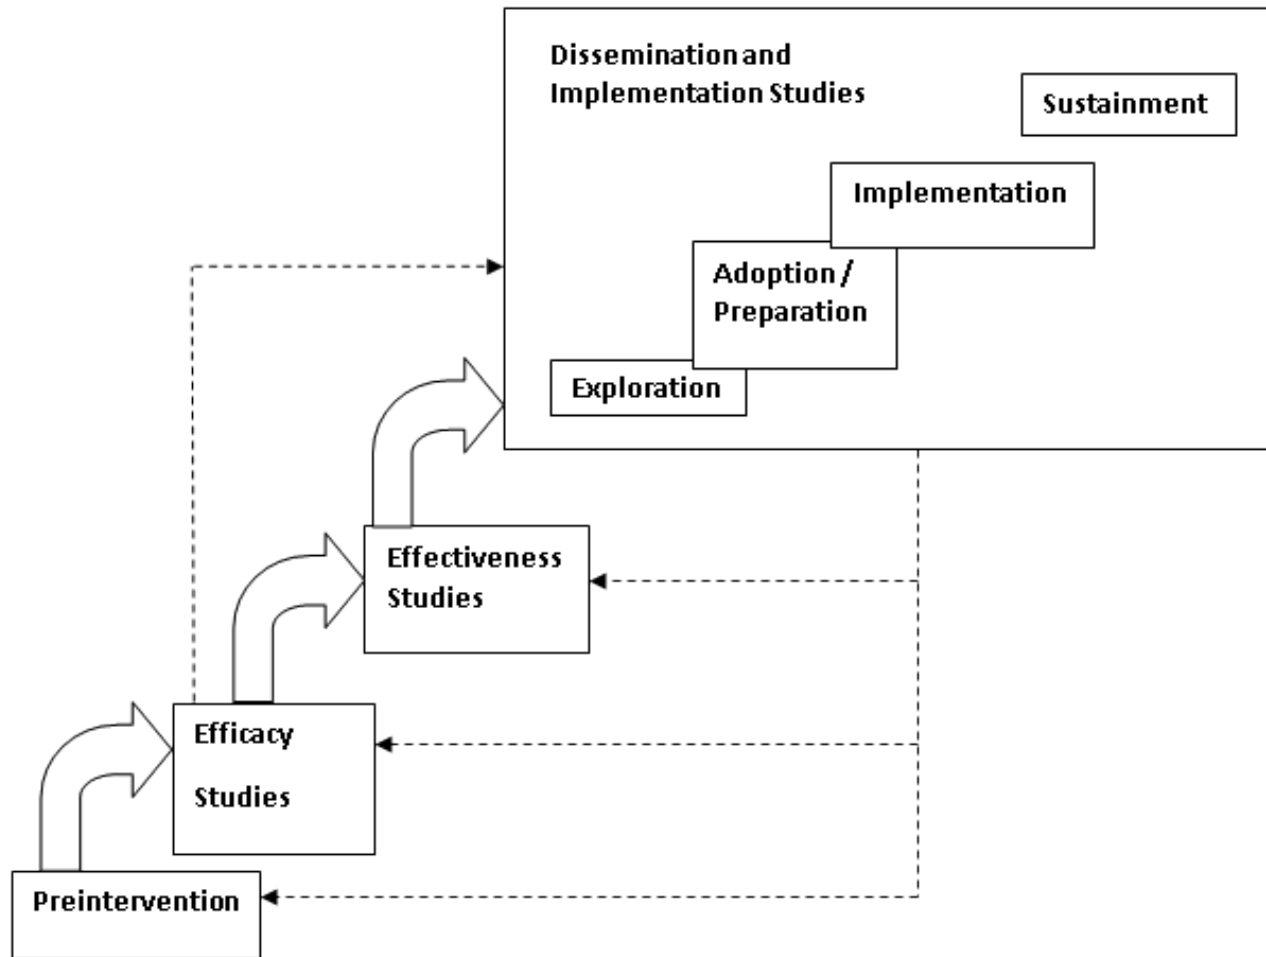 Dissemination and
Implementation Studies
Sustainment
Implementation
Adoption /
Preparation
Exploration
Effectiveness
Studies
Efficacy
Studies
Preintervention